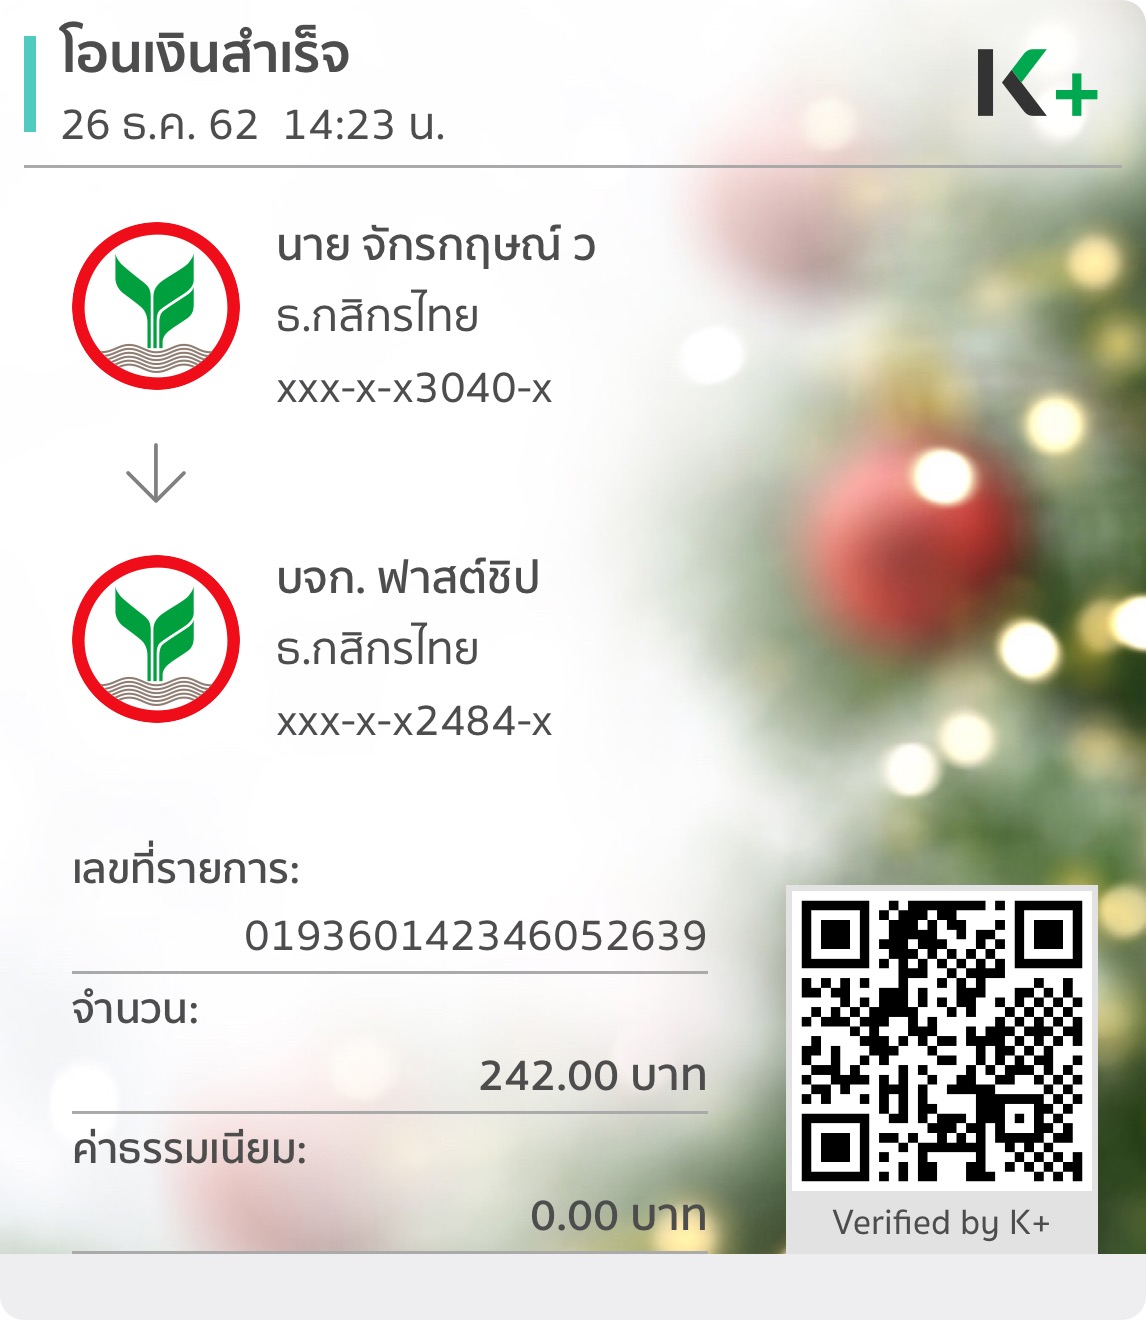 โอนเงินสำเร็จ
26 ธ.ค. 62 14:23 น.
K+
นาย จักรกฤษณ์ ว
ธ.กสิกรไทย
xxx-x-x3040-x
บจก. ฟาสต์ชิป
ธ.กสิกรไทย
xxx-x-x2484-x
เลขที่รายการ:
019360142346052639
จำนวน:
242.00 บาท
ค่าธรรมเนียม:
0.00 บาท
Verified by K+